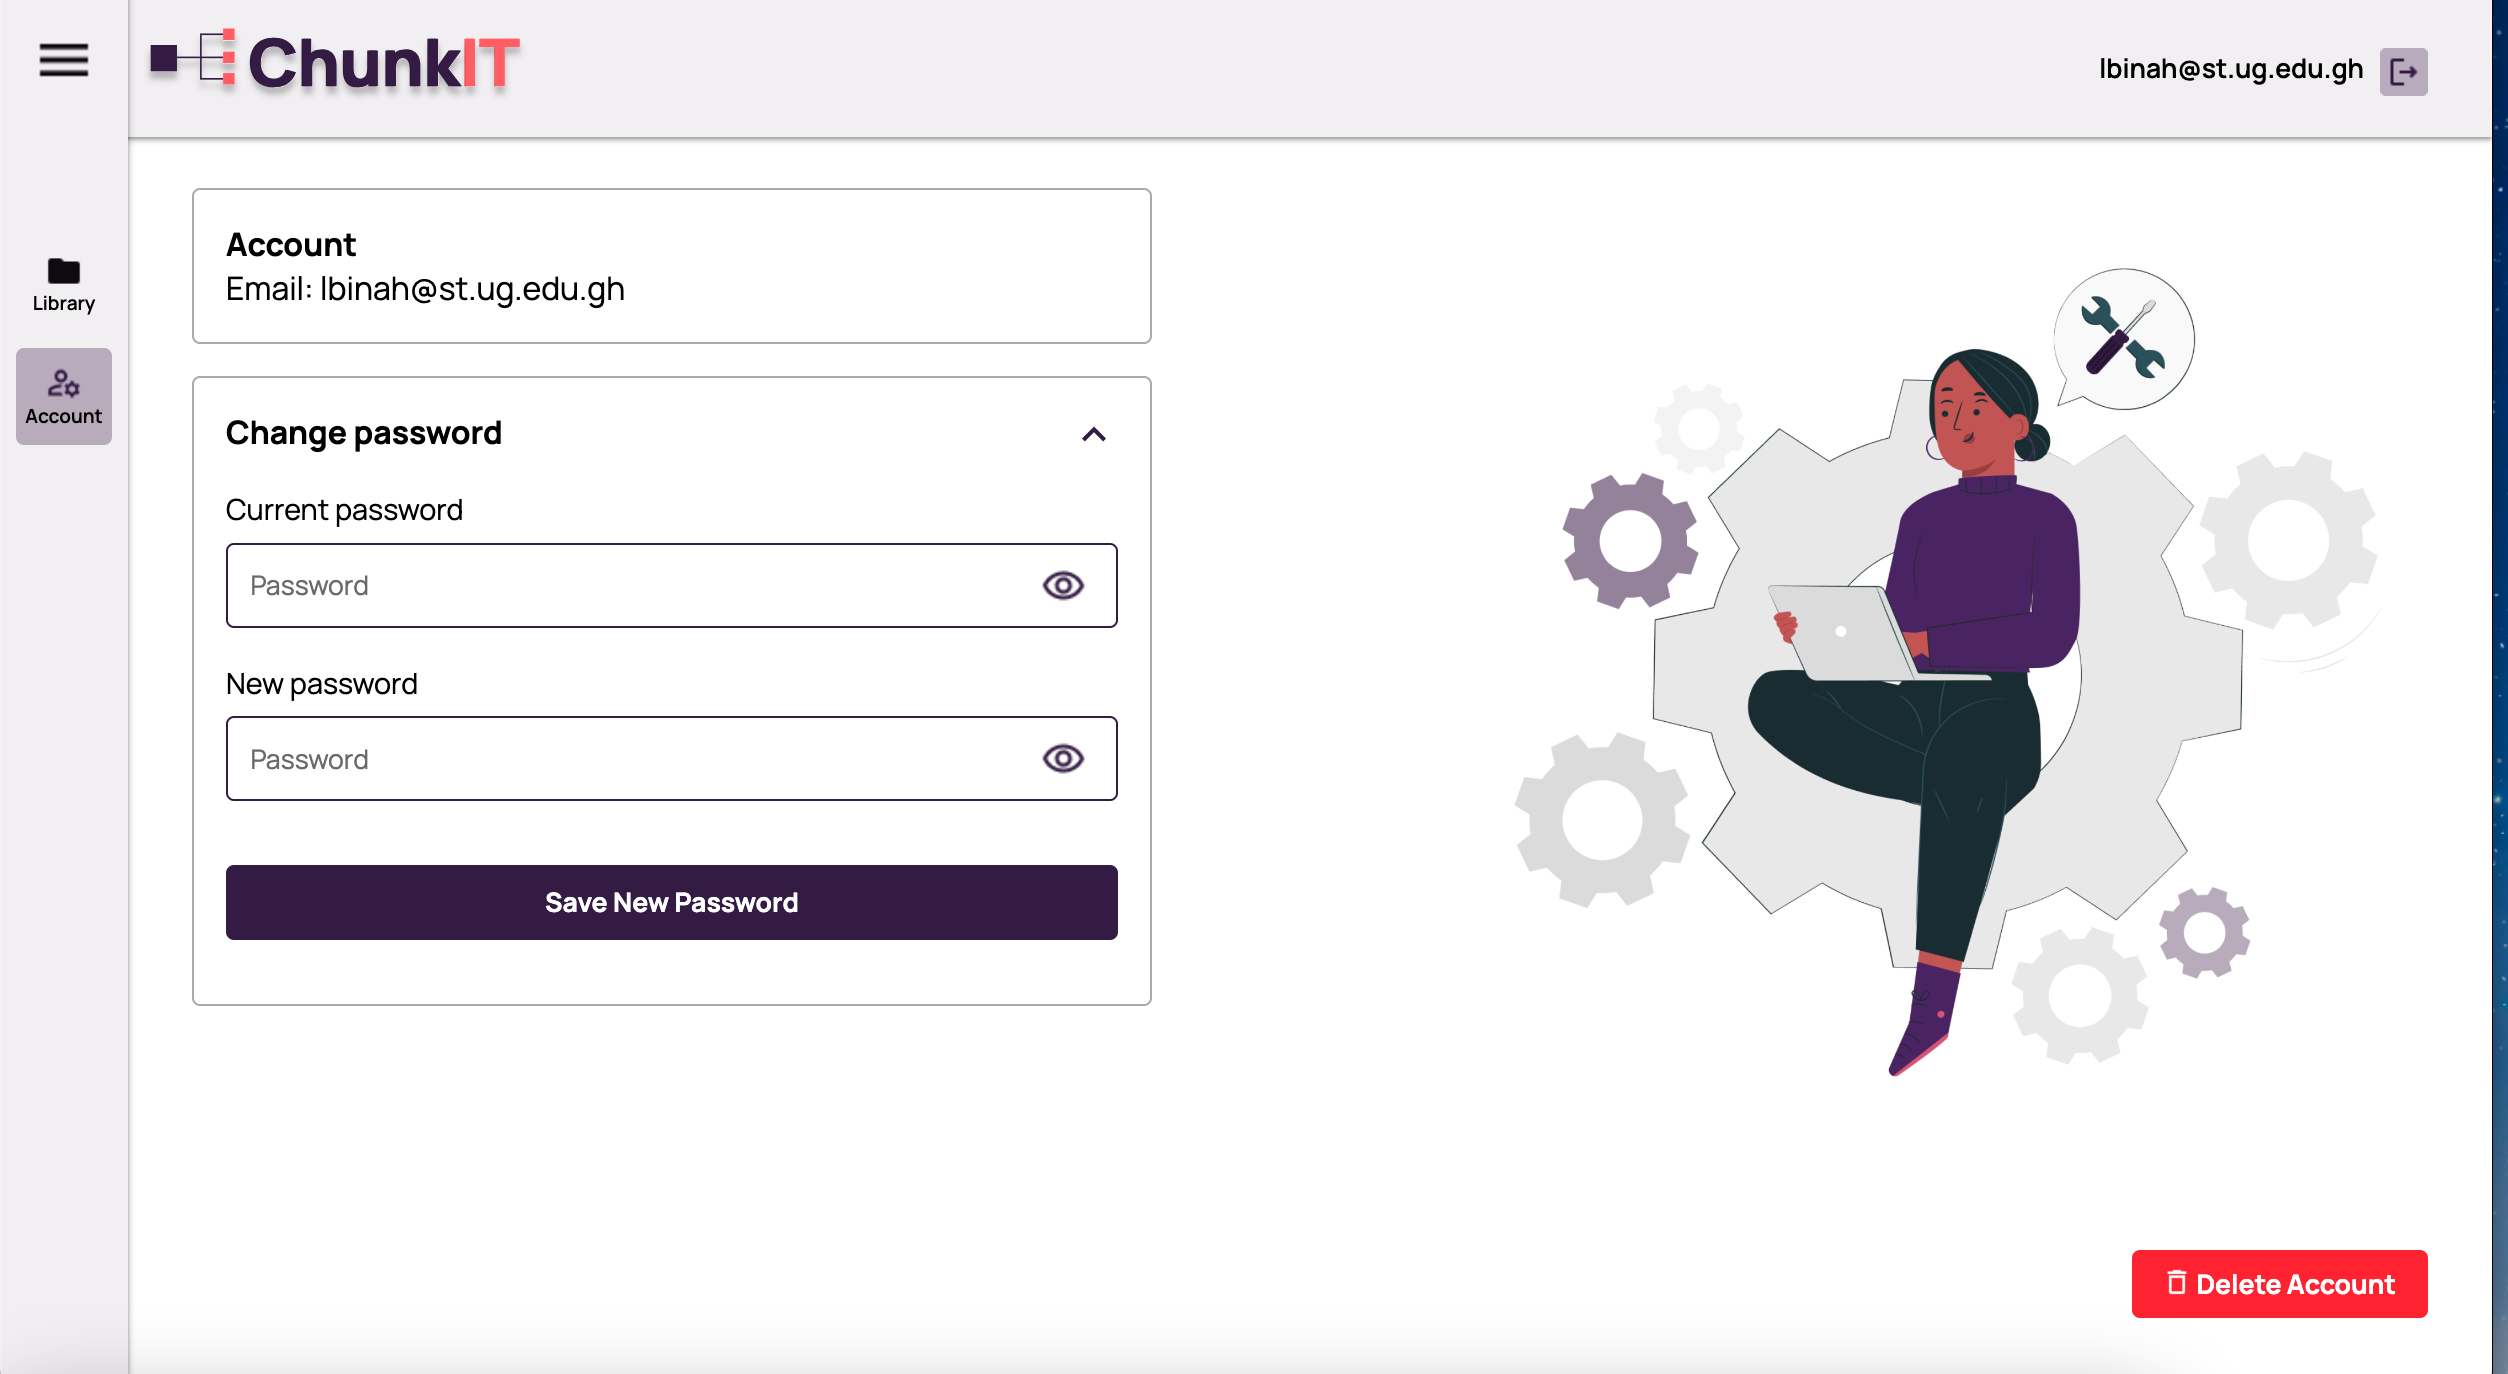 ChunkIT
lbinah@st.ug.edu.gh
Library
Account
Account
Email: lbinah@st.ug.edu.gh
Change password
Current password
Password
New password
Password
Save New Password
Delete Account